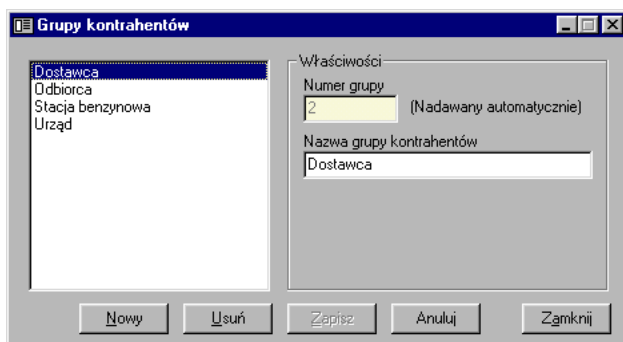 Grupy kontrahentów
Dostawca
Odbiorca
Stacja benzynowa
Urząd
Właściwości
Numer grupy
2 (Nadawany automatycznie)
Nazwa grupy kontrahentów
Dostawca
Nowy Usuń Zapisz Anuluj Zamknij